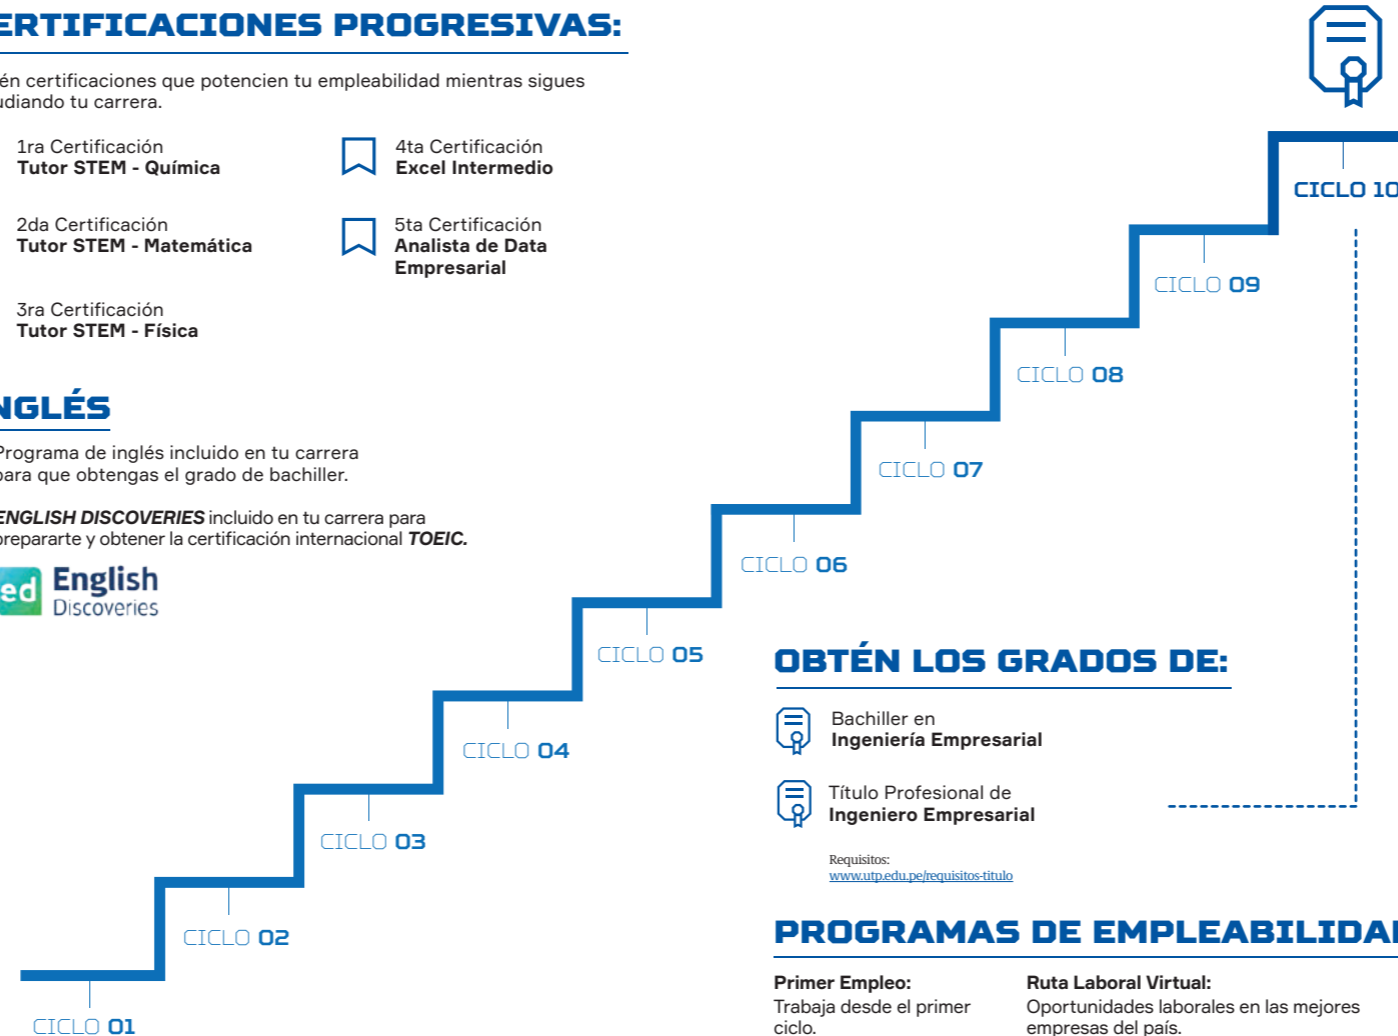 ERTIFICACIONES PROGRESIVAS:
én certificaciones que potencien tu empleabilidad mientras sigues
udiando tu carrera.
1ra Certificación
Tutor STEM - Química
2da Certificación
Tutor STEM - Matemática
3ra Certificación
Tutor STEM - Física
4ta Certificación
Excel Intermedio
5ta Certificación
Analista de Data
Empresarial
NGLÉS
Programa de inglés incluido en tu carrera
para que obtengas el grado de bachiller.
ENGLISH DISCOVERIES incluido en tu carrera para
prepararte y obtener la certificación internacional TOEIC.
ed English
Discoveries
CICLO 10
CICLO 09
CICLO 08
CICLO 07
CICLO 06
CICLO 05
CICLO 04
CICLO 03
CICLO 02
CICLO 01
OBTÉN LOS GRADOS DE:
Bachiller en
Ingeniería Empresarial
Título Profesional de
Ingeniero Empresarial
Requisitos:
www.utp.edu.pe/requisitos-titulo
PROGRAMAS DE EMPLEABILIDA
Primer Empleo:
Trabaja desde el primer
ciclo.
Ruta Laboral Virtual:
Oportunidades laborales en las mejores
empresas del país.